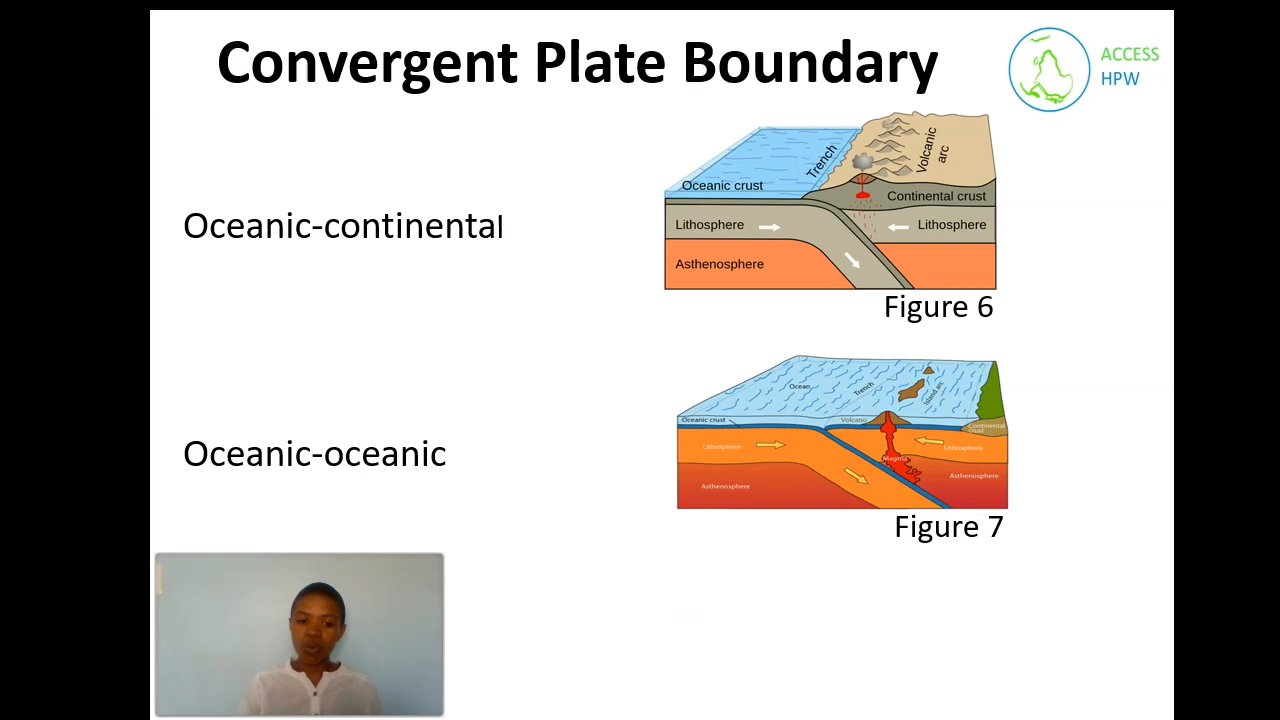 Convergent Plate Boundary
ACCESS
HPW
Oceanic-continental
Trench
Volcanic
arc
Oceanic crust
Continental crust
Lithosphere
Lithosphere
Asthenosphere
Figure 6
Oceanic-oceanic
Ocean
Trench
Island arc
Oceanic crust
Volcano
Continental
crust
Lithosphere
Lithosphere
Magma
Asthenosphere
Asthenosphere
Figure 7